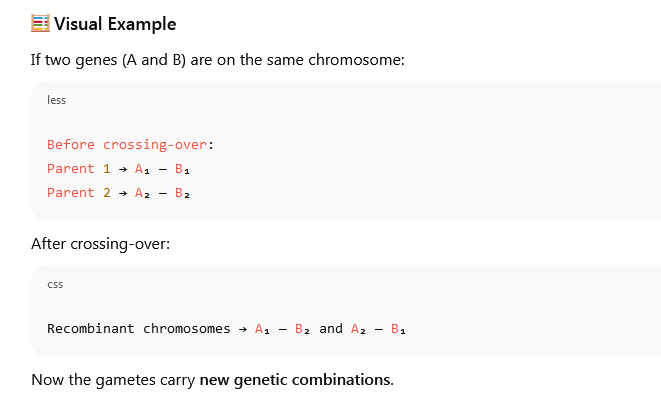 🧮 Visual Example
If two genes (A and B) are on the same chromosome:
less
Before crossing-over:
Parent 1 → A₁ — B₁
Parent 2 → A₂ — B₂
After crossing-over:
css
Recombinant chromosomes → A₁ — B₂ and A₂ — B₁
Now the gametes carry new genetic combinations.